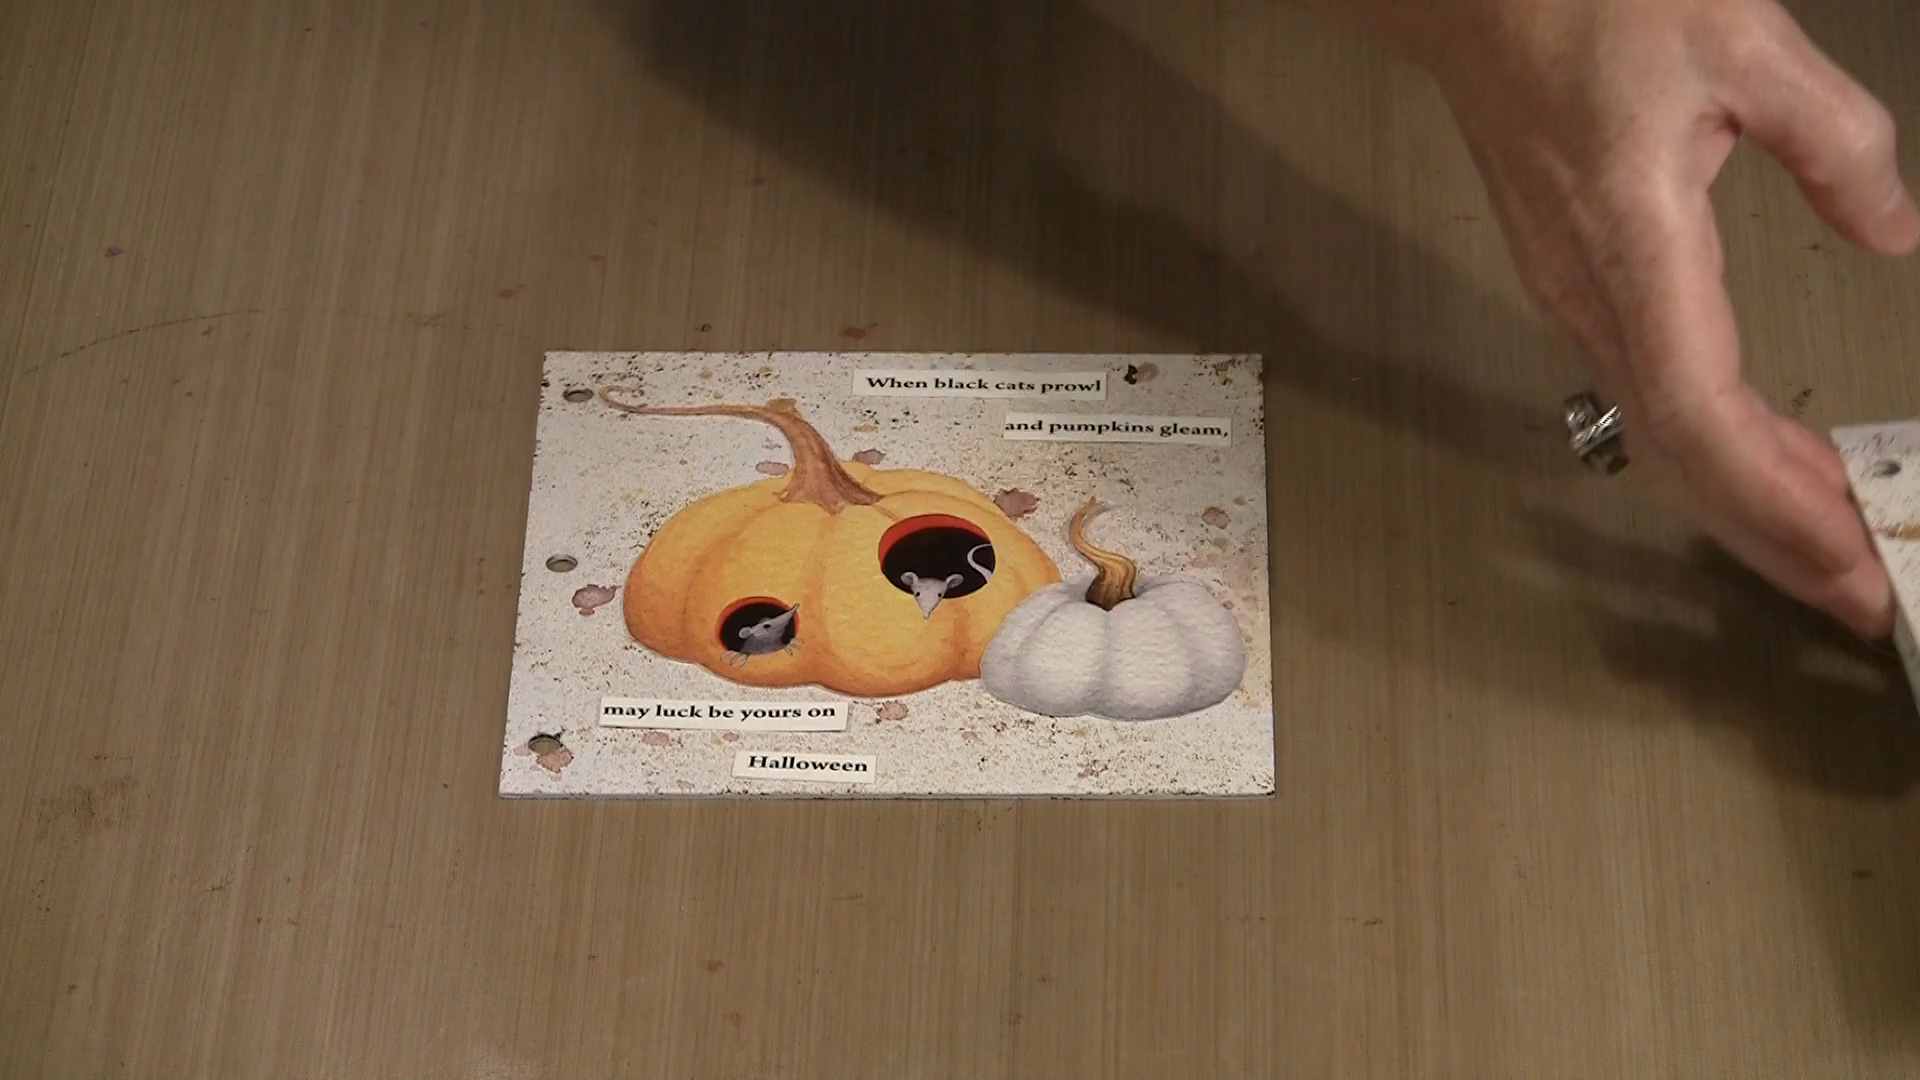 When black cats prowl
and pumpkins gleam,
may luck be yours on
Halloween